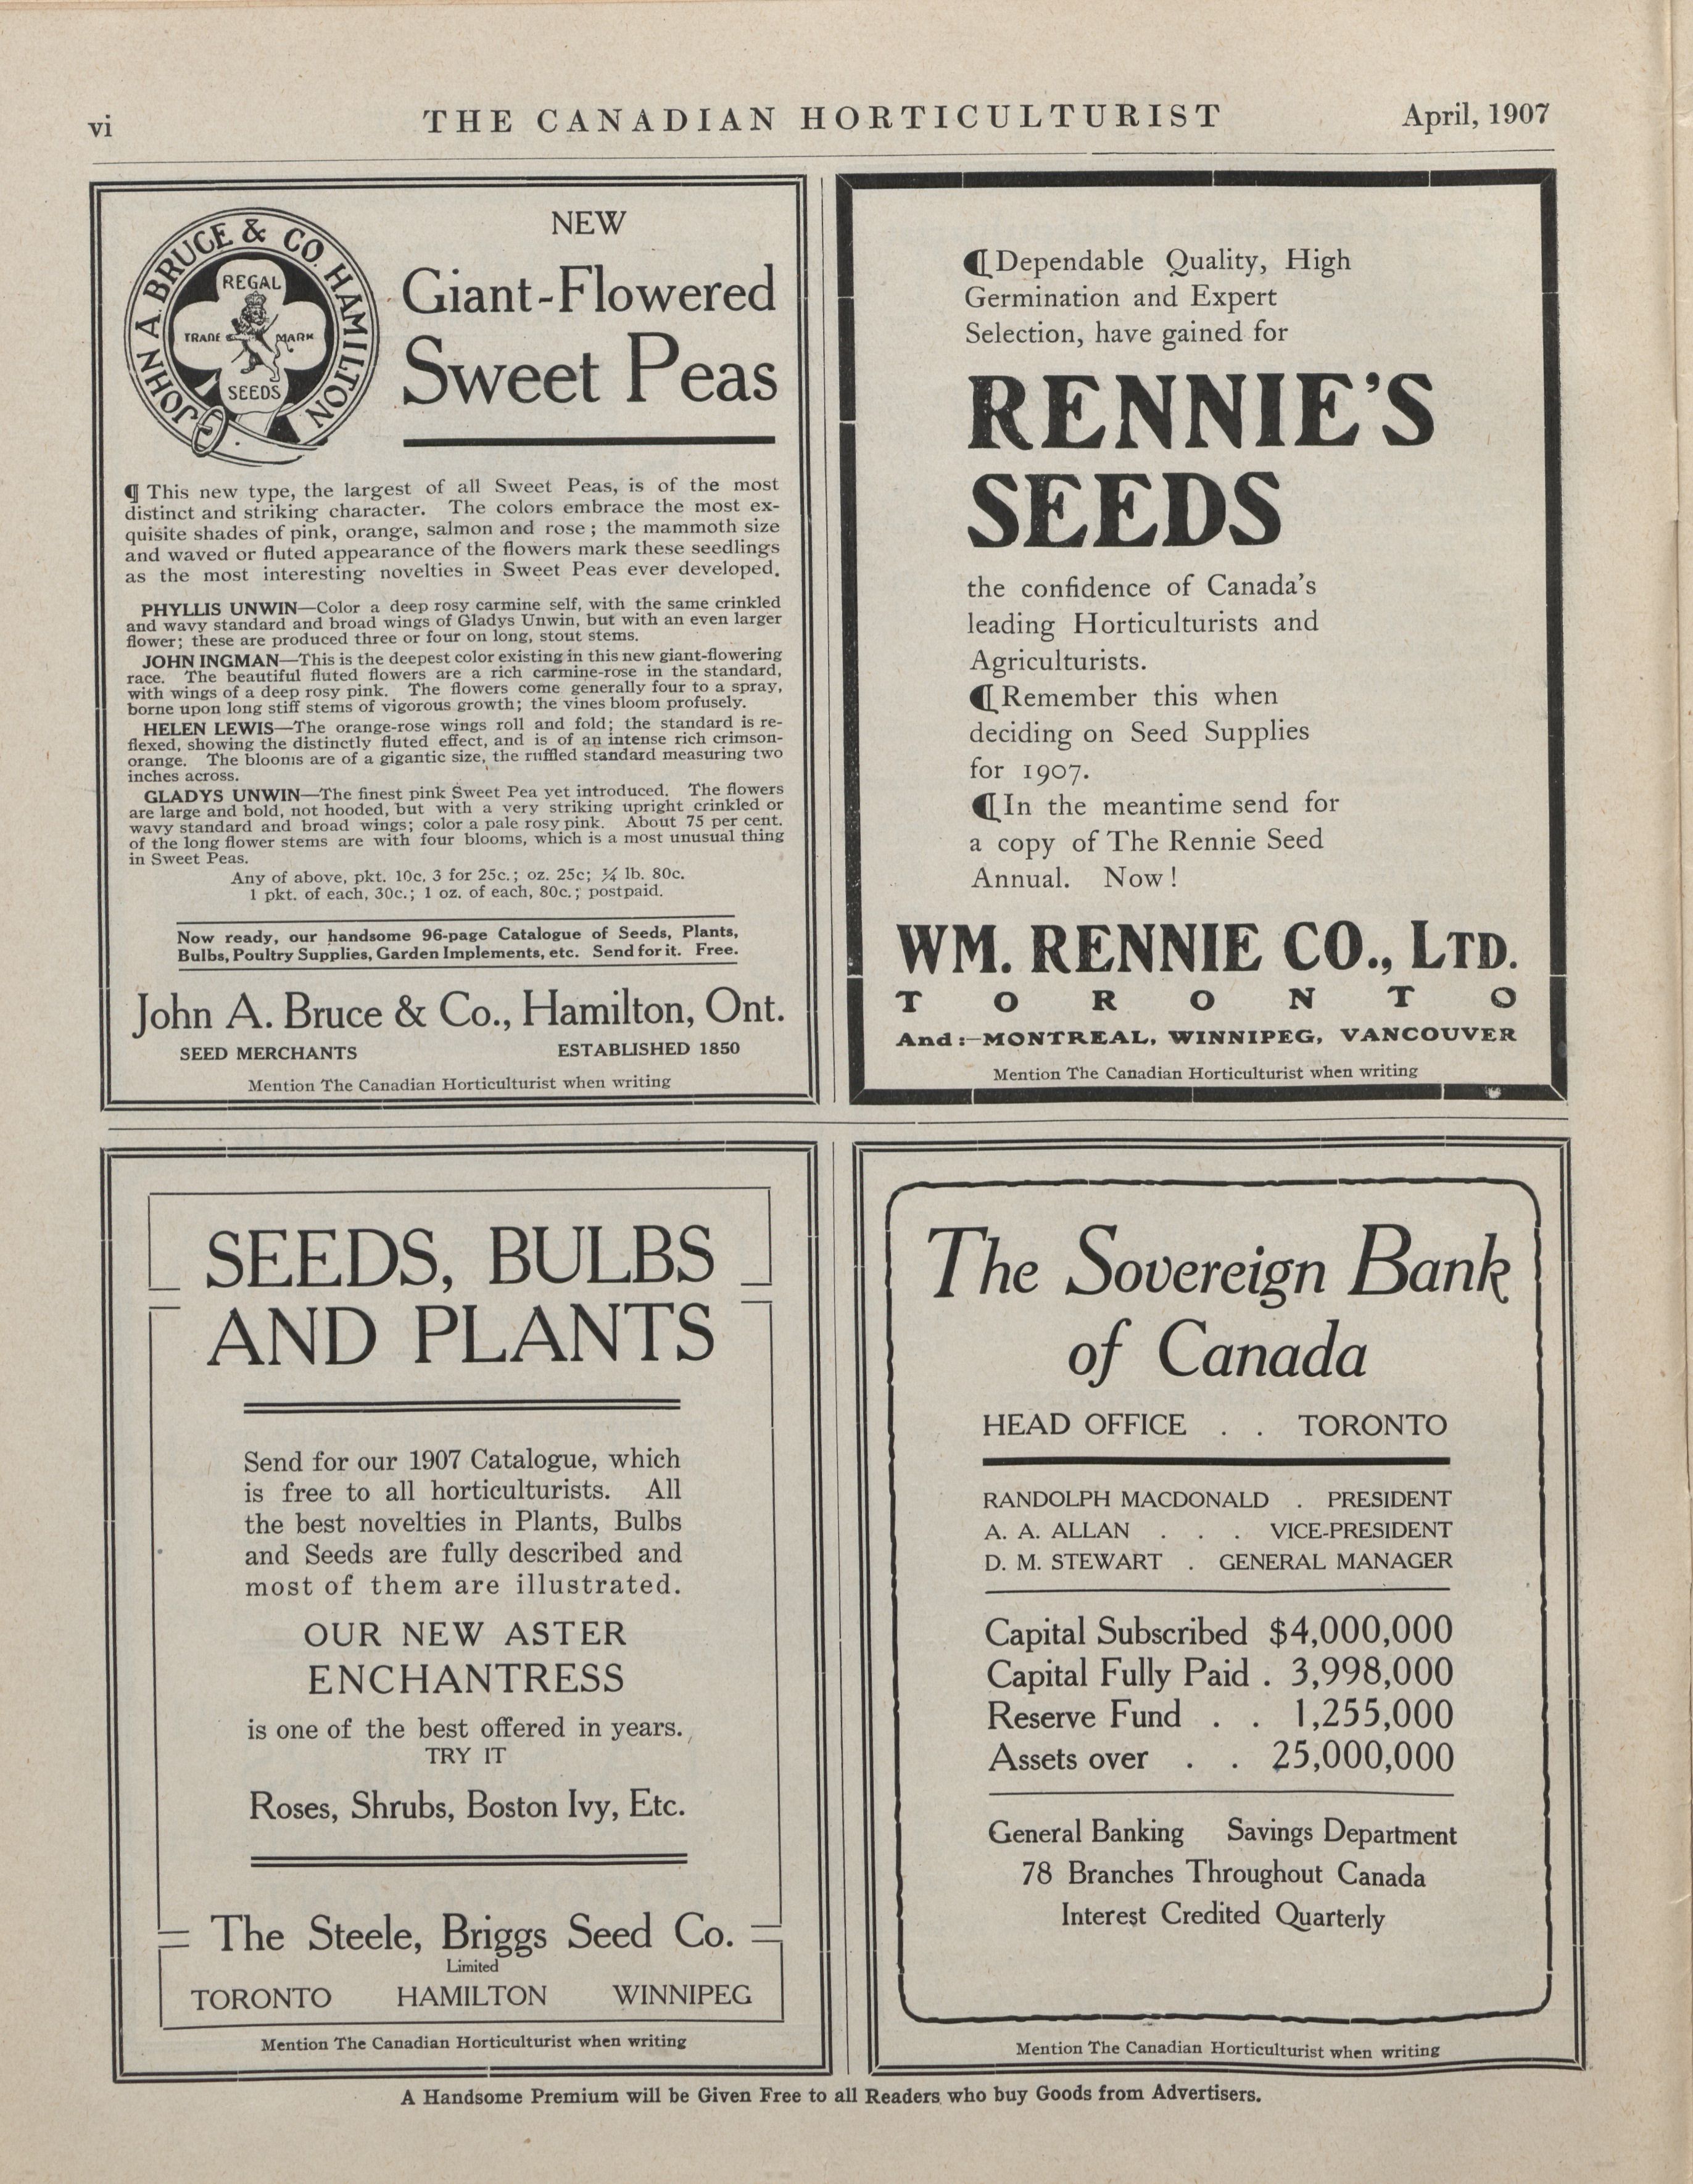 vi
THE CANADIAN HORTICULTURIST
April, 1907
JOHN A. BRUCE & CO. HAMILTON
REGAL
TRADE MARK
SEEDS
NEW
Giant-Flowered
Sweet Peas
¶ This new type, the largest of all Sweet Peas, is of the most
distinct and striking character. The colors embrace the most ex-
quisite shades of pink, orange, salmon and rose; the mammoth size
and waved or fluted appearance of the flowers mark these seedlings
as the most interesting novelties in Sweet Peas ever developed.
PHYLLIS UNWIN—Color a deep rosy carmine self, with the same crinkled
and wavy standard and broad wings of Gladys Unwin, but with an even larger
flower; these are produced three or four on long, stout stems.
JOHN INGMAN—This is the deepest color existing in this new giant-flowering
race. The beautiful fluted flowers are a rich carmine-rose in the standard,
with wings of a deep rosy pink. The flowers come generally four to a spray,
borne upon long stiff stems of vigorous growth; the vines bloom profusely.
HELEN LEWIS—The orange-rose wings roll and fold; the standard is re-
flexed, showing the distinctly fluted effect, and is of an intense rich crimson-
orange. The blooms are of a gigantic size, the ruffled standard measuring two
inches across.
GLADYS UNWIN—The finest pink Sweet Pea yet introduced. The flowers
are large and bold, not hooded, but with a very striking upright crinkled or
wavy standard and broad wings; color a pale rosy pink. About 75 per cent.
of the long flower stems are with four blooms, which is a most unusual thing
in Sweet Peas.
Any of above, pkt. 10c, 3 for 25c.; oz. 25c; ¼ lb. 80c.
1 pkt. of each, 30c.; 1 oz. of each, 80c.; postpaid.
Now ready, our handsome 96-page Catalogue of Seeds, Plants,
Bulbs, Poultry Supplies, Garden Implements, etc. Send for it. Free.
John A. Bruce & Co., Hamilton, Ont.
SEED MERCHANTS ESTABLISHED 1850
Mention The Canadian Horticulturist when writing
¶ Dependable Quality, High
Germination and Expert
Selection, have gained for
RENNIE'S
SEEDS
the confidence of Canada's
leading Horticulturists and
Agriculturists.
¶ Remember this when
deciding on Seed Supplies
for 1907.
¶ In the meantime send for
a copy of The Rennie Seed
Annual. Now!
WM. RENNIE CO., LTD.
TORONTO
And:—MONTREAL, WINNIPEG, VANCOUVER
Mention The Canadian Horticulturist when writing
SEEDS, BULBS
AND PLANTS
Send for our 1907 Catalogue, which
is free to all horticulturists. All
the best novelties in Plants, Bulbs
and Seeds are fully described and
most of them are illustrated.
OUR NEW ASTER
ENCHANTRESS
is one of the best offered in years.
TRY IT
Roses, Shrubs, Boston Ivy, Etc.
The Steele, Briggs Seed Co.
Limited
TORONTO HAMILTON WINNIPEG
Mention The Canadian Horticulturist when writing
The Sovereign Bank
of Canada
HEAD OFFICE . . TORONTO
RANDOLPH MACDONALD . PRESIDENT
A. A. ALLAN . . . VICE-PRESIDENT
D. M. STEWART . GENERAL MANAGER
Capital Subscribed $4,000,000
Capital Fully Paid . 3,998,000
Reserve Fund . . 1,255,000
Assets over . . 25,000,000
General Banking Savings Department
78 Branches Throughout Canada
Interest Credited Quarterly
Mention The Canadian Horticulturist when writing
A Handsome Premium will be Given Free to all Readers who buy Goods from Advertisers.